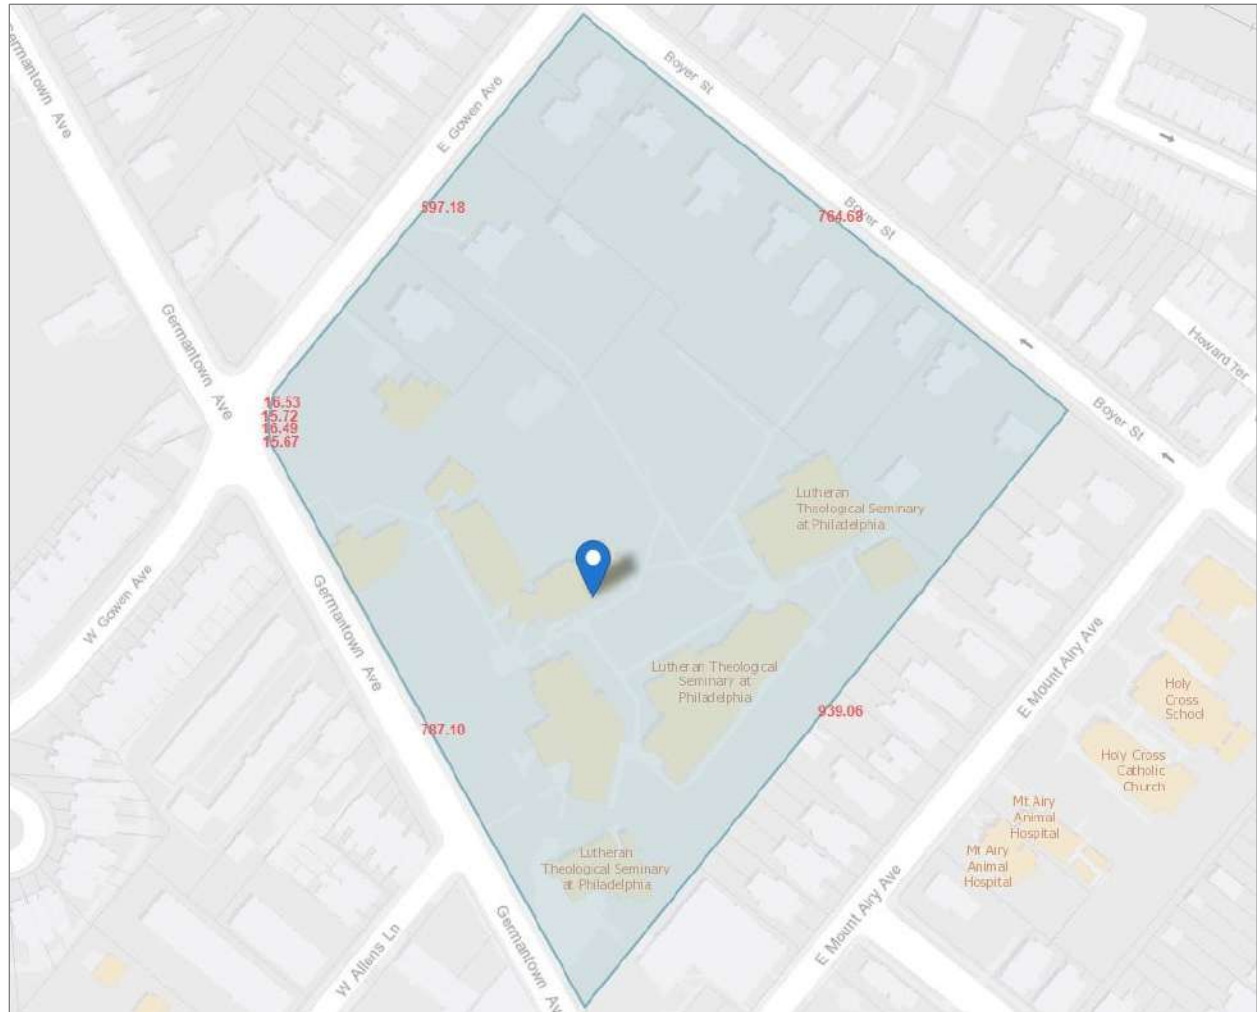 Germantown Ave
E Gowen Ave
Boyer St
597.18
764.68
Boyer St
Germantown Ave
Howard Ter
16.53
15.72
16.49
15.67
Boyer St
Lutheran
Theological Seminary
at Philadelphia
W Gowen Ave
Germantown Ave
Lutheran Theological
Seminary at
Philadelphia
E Mount Airy Ave
Holy
Cross
School
939.06
787.10
Holy Cross
Catholic
Church
Mt Airy
Animal
Hospital
Mt Airy
Animal
Hospital
Lutheran
Theological Seminary
at Philadelphia
E Mount Airy Ave
W Allens Ln
Germantown Av